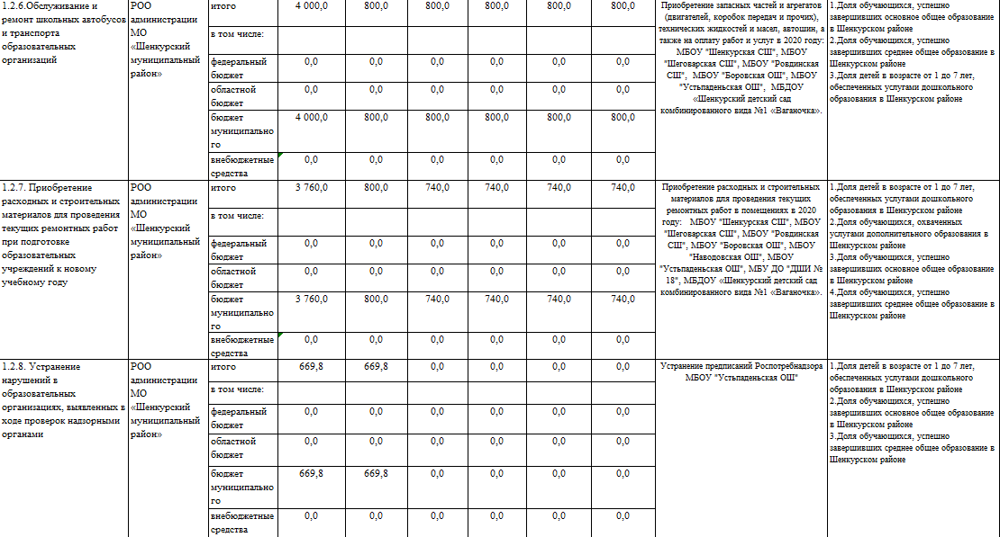 1.2.6.Обслуживание и
ремонт школьных автобусов
и транспорта
образовательных
организаций
РОО
администрации
МО
«Шенкурский
муниципальный
район»
итого 4 000,0 800,0 800,0 800,0 800,0 800,0
в том числе:
федеральный
бюджет
0,0 0,0 0,0 0,0 0,0 0,0
областной
бюджет
0,0 0,0 0,0 0,0 0,0 0,0
бюджет
муниципально
го
4 000,0 800,0 800,0 800,0 800,0 800,0
внебюджетные
средства
0,0 0,0 0,0 0,0 0,0 0,0
Приобретение запасных частей и агрегатов
(двигателей, коробок передач и прочих),
технических жидкостей и масел, автошин, а
также на оплату работ и услуг в 2020 году:
МБОУ "Шенкурская СШ", МБОУ
"Шеговарская СШ", МБОУ "Ровдинская
СШ", МБОУ "Боровская ОШ", МБОУ
"Устьпаденьская ОШ", МБДОУ
«Шенкурский детский сад
комбинированного вида №1 «Ваганочка».
1.Доля обучающихся, успешно
завершивших основное общее образование
в Шенкурском районе
2.Доля обучающихся, успешно
завершивших среднее общее образование в
Шенкурском районе
3.Доля детей в возрасте от 1 до 7 лет,
обеспеченных услугами дошкольного
образования в Шенкурском районе
1.2.7. Приобретение
расходных и строительных
материалов для проведения
текущих ремонтных работ
при подготовке
образовательных
учреждений к новому
учебному году
РОО
администрации
МО
«Шенкурский
муниципальный
район»
итого 3 760,0 800,0 740,0 740,0 740,0 740,0
в том числе:
федеральный
бюджет
0,0 0,0 0,0 0,0 0,0 0,0
областной
бюджет
0,0 0,0 0,0 0,0 0,0 0,0
бюджет
муниципально
го
3 760,0 800,0 740,0 740,0 740,0 740,0
внебюджетные
средства
0,0 0,0 0,0 0,0 0,0 0,0
Приобретение расходных и строительных
материалов для проведения текущих
ремонтных работ в помещениях в 2020
году: МБОУ "Шенкурская СШ", МБОУ
"Шеговарская СШ", МБОУ "Ровдинская
СШ", МБОУ "Боровская ОШ", МБОУ
"Наводовская ОШ", МБОУ
"Устьпаденьская ОШ", МБУ ДО "ДШИ №
18", МБДОУ «Шенкурский детский сад
комбинированного вида №1 «Ваганочка».
1.Доля детей в возрасте от 1 до 7 лет,
обеспеченных услугами дошкольного
образования в Шенкурском районе
2.Доля обучающихся, охваченных
услугами дополнительного образования в
Шенкурском районе
3.Доля обучающихся, успешно
завершивших основное общее образование
в Шенкурском районе
4.Доля обучающихся, успешно
завершивших среднее общее образование в
Шенкурском районе
1.2.8. Устранение
нарушений в
образовательных
организациях, выявленных в
ходе проверок надзорными
органами
РОО
администрации
МО
«Шенкурский
муниципальный
район»
итого 669,8 669,8 0,0 0,0 0,0 0,0
в том числе:
федеральный
бюджет
0,0 0,0 0,0 0,0 0,0 0,0
областной
бюджет
0,0 0,0 0,0 0,0 0,0 0,0
бюджет
муниципально
го
669,8 669,8 0,0 0,0 0,0 0,0
внебюджетные
средства
0,0 0,0 0,0 0,0 0,0 0,0
Устранение предписаний Роспотребнадзора
МБОУ "Устьпаденьская ОШ"
1.Доля детей в возрасте от 1 до 7 лет,
обеспеченных услугами дошкольного
образования в Шенкурском районе
2.Доля обучающихся, успешно
завершивших основное общее образование
в Шенкурском районе
3.Доля обучающихся, успешно
завершивших среднее общее образование в
Шенкурском районе